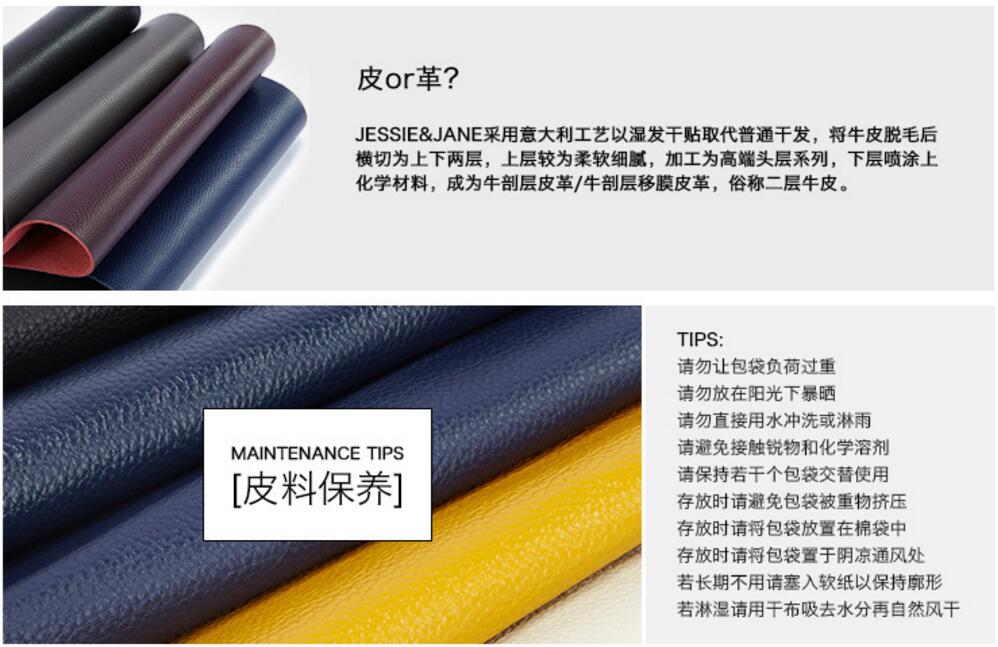 皮or革?
JESSIE&JANE采用意大利工艺以湿发干贴取代普通干发，将牛皮脱毛后
横切为上下两层，上层较为柔软细腻，加工为高端头层系列，下层喷涂上
化学材料，成为牛剖层皮革/牛剖层移膜皮革，俗称二层牛皮。
MAINTENANCE TIPS
[皮料保养]
TIPS:
请勿让包袋负荷过重
请勿放在阳光下暴晒
请勿直接用水冲洗或淋雨
请避免接触锐物和化学溶剂
请保持若干个包袋交替使用
存放时请避免包袋被重物挤压
存放时请将包袋放置在棉袋中
存放时请将包袋置于阴凉通风处
若长期不用请塞入软纸以保持廓形
若淋湿请用干布吸去水分再自然风干